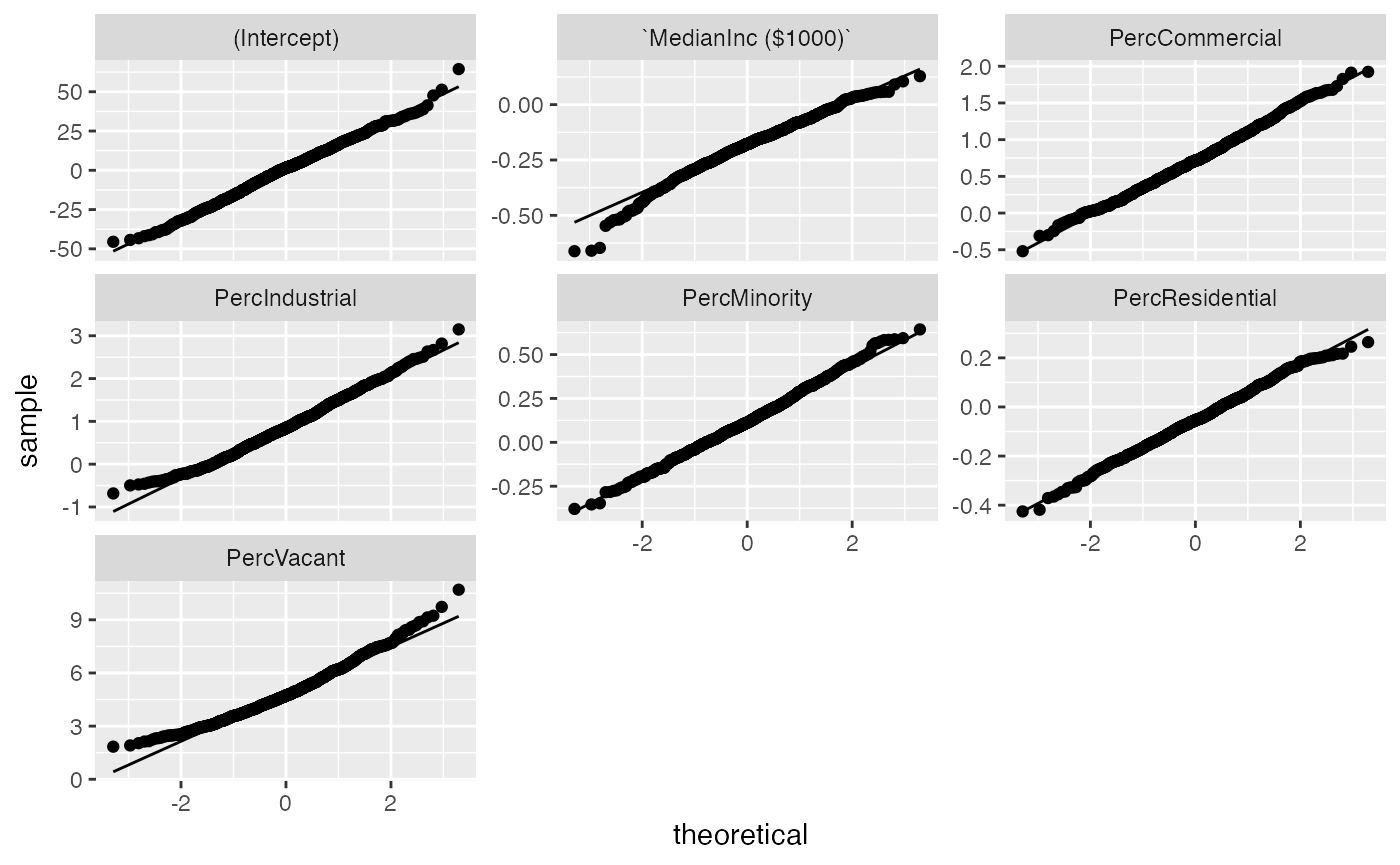 (Intercept)
`MedianInc ($1000)`
PercCommercial
50
25
0
-25
-50
0.00
-0.25
-0.50
2.0
1.5
1.0
0.5
0.0
-0.5
PercIndustrial
PercMinority
PercResidential
3
2
1
0
-1
0.50
0.25
0.00
-0.25
-2 0 2
0.2
0.0
-0.2
-0.4
-2 0 2
PercVacant
9
6
3
0
-2 0 2
sample
theoretical